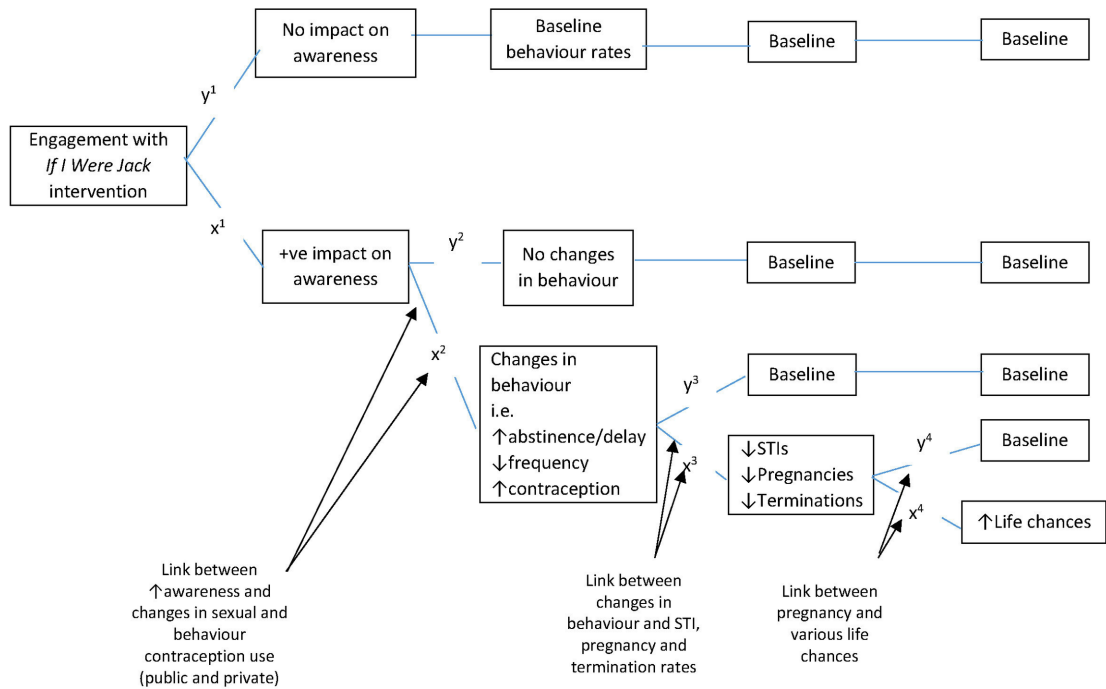 No impact on
awareness
Baseline
behaviour rates
Baseline
Baseline
y¹
Engagement with
If I Were Jack
intervention
x¹
+ve impact on
awareness
y²
No changes
in behaviour
Baseline
Baseline
x²
Changes in
behaviour
i.e.
↑abstinence/delay
↓frequency
↑contraception
y³
Baseline
Baseline
x³
↓STIs
↓Pregnancies
↓Terminations
y⁴
Baseline
x⁴
↑Life chances
Link between
↑awareness and
changes in sexual and
behaviour
contraception use
(public and private)
Link between
changes in
behaviour and STI,
pregnancy and
termination rates
Link between
pregnancy and
various life
chances